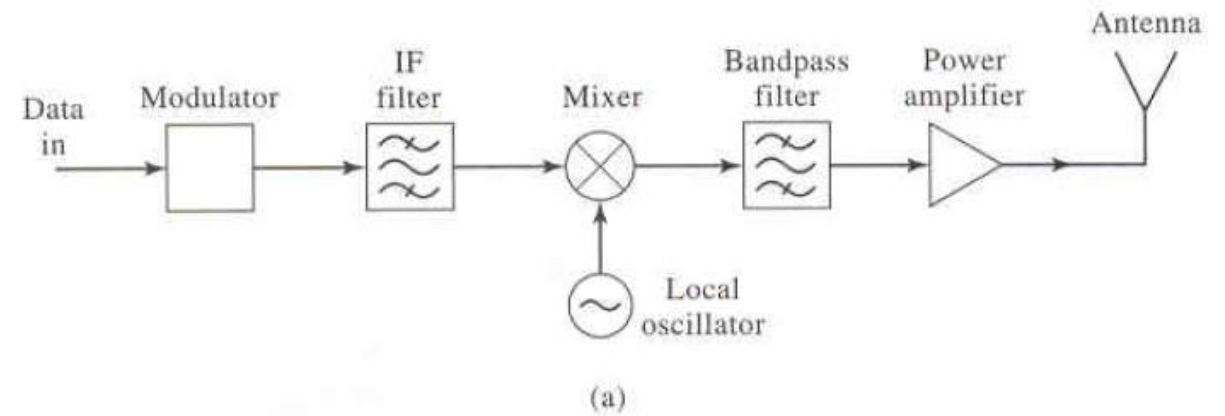 Data
in
Modulator
IF
filter
Mixer
Bandpass
filter
Power
amplifier
Antenna
Local
oscillator
(a)